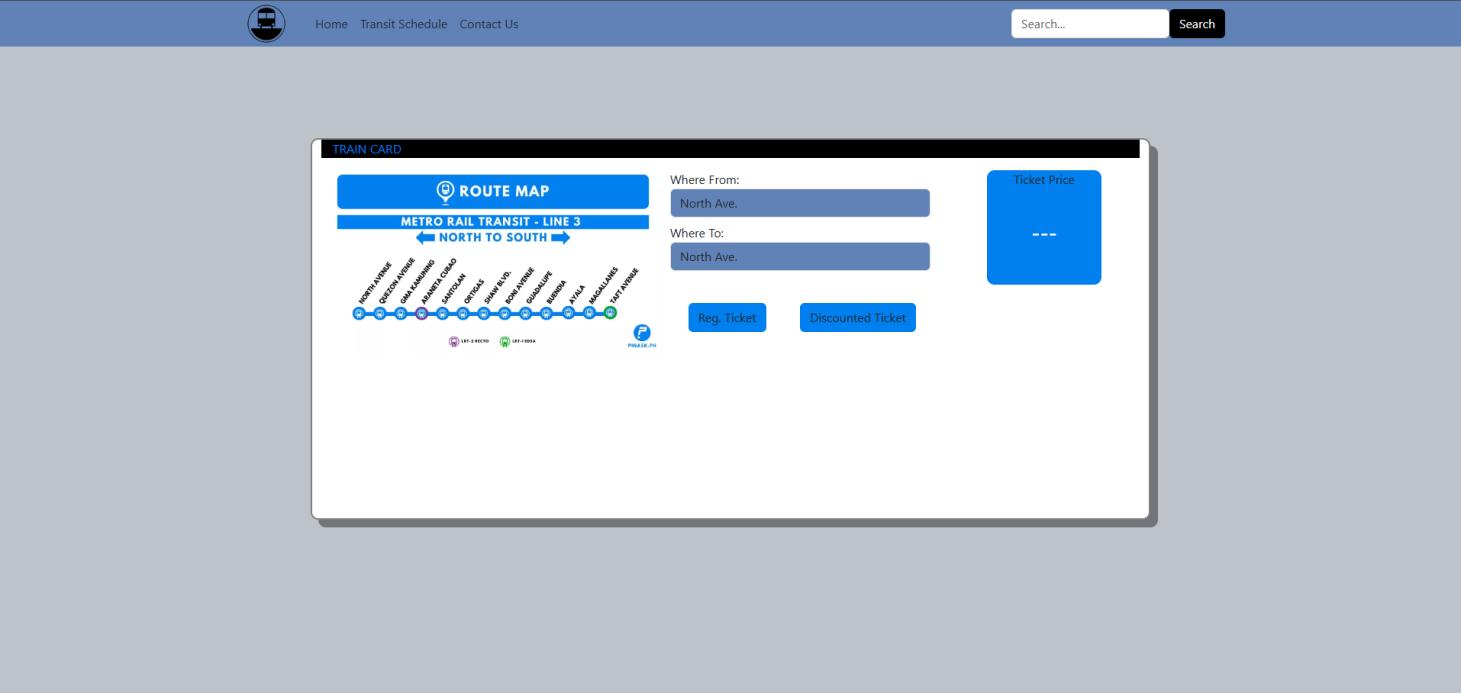 Home Transit Schedule Contact Us
Search...
Search
TRAIN CARD
ROUTE MAP
METRO RAIL TRANSIT - LINE 3
NORTH TO SOUTH
NORTH AVENUE
QUEZON AVENUE
GMA KAMUNING
ARANETA CUBAO
SANTOLAN
ORTIGAS
SHAW BLVD.
BONI AVENUE
GUADALUPE
BUENDIA
AYALA
MAGALLANES
TAFT AVENUE
LRT-2 RECTO
LRT-1 EDSA
Where From:
North Ave.
Where To:
North Ave.
Reg. Ticket
Discounted Ticket
Ticket Price
---